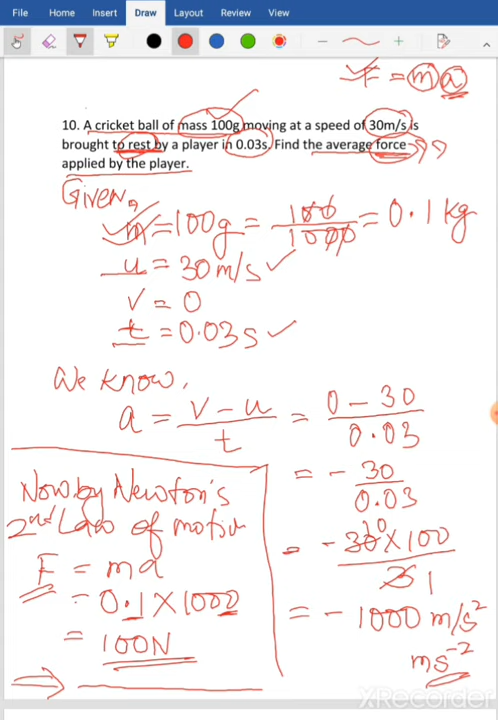 File Home Insert Draw Layout Review View
F = m a
10. A cricket ball of mass 100g moving at a speed of 30m/s is
brought to rest by a player in 0.03s. Find the average force
applied by the player.
Given,
m = 100g = 100/1000 = 0.1 kg
u = 30 m/s
v = 0
t = 0.03 s
We know,
a = v - u / t = 0 - 30 / 0.03
= - 30 / 0.03
= - 30 × 100 / 3 1
= - 1000 m/s²
ms⁻²
Now by Newton's
2nd Law of motion
F = ma
= 0.1 × 1000
= 100N
XRecorder